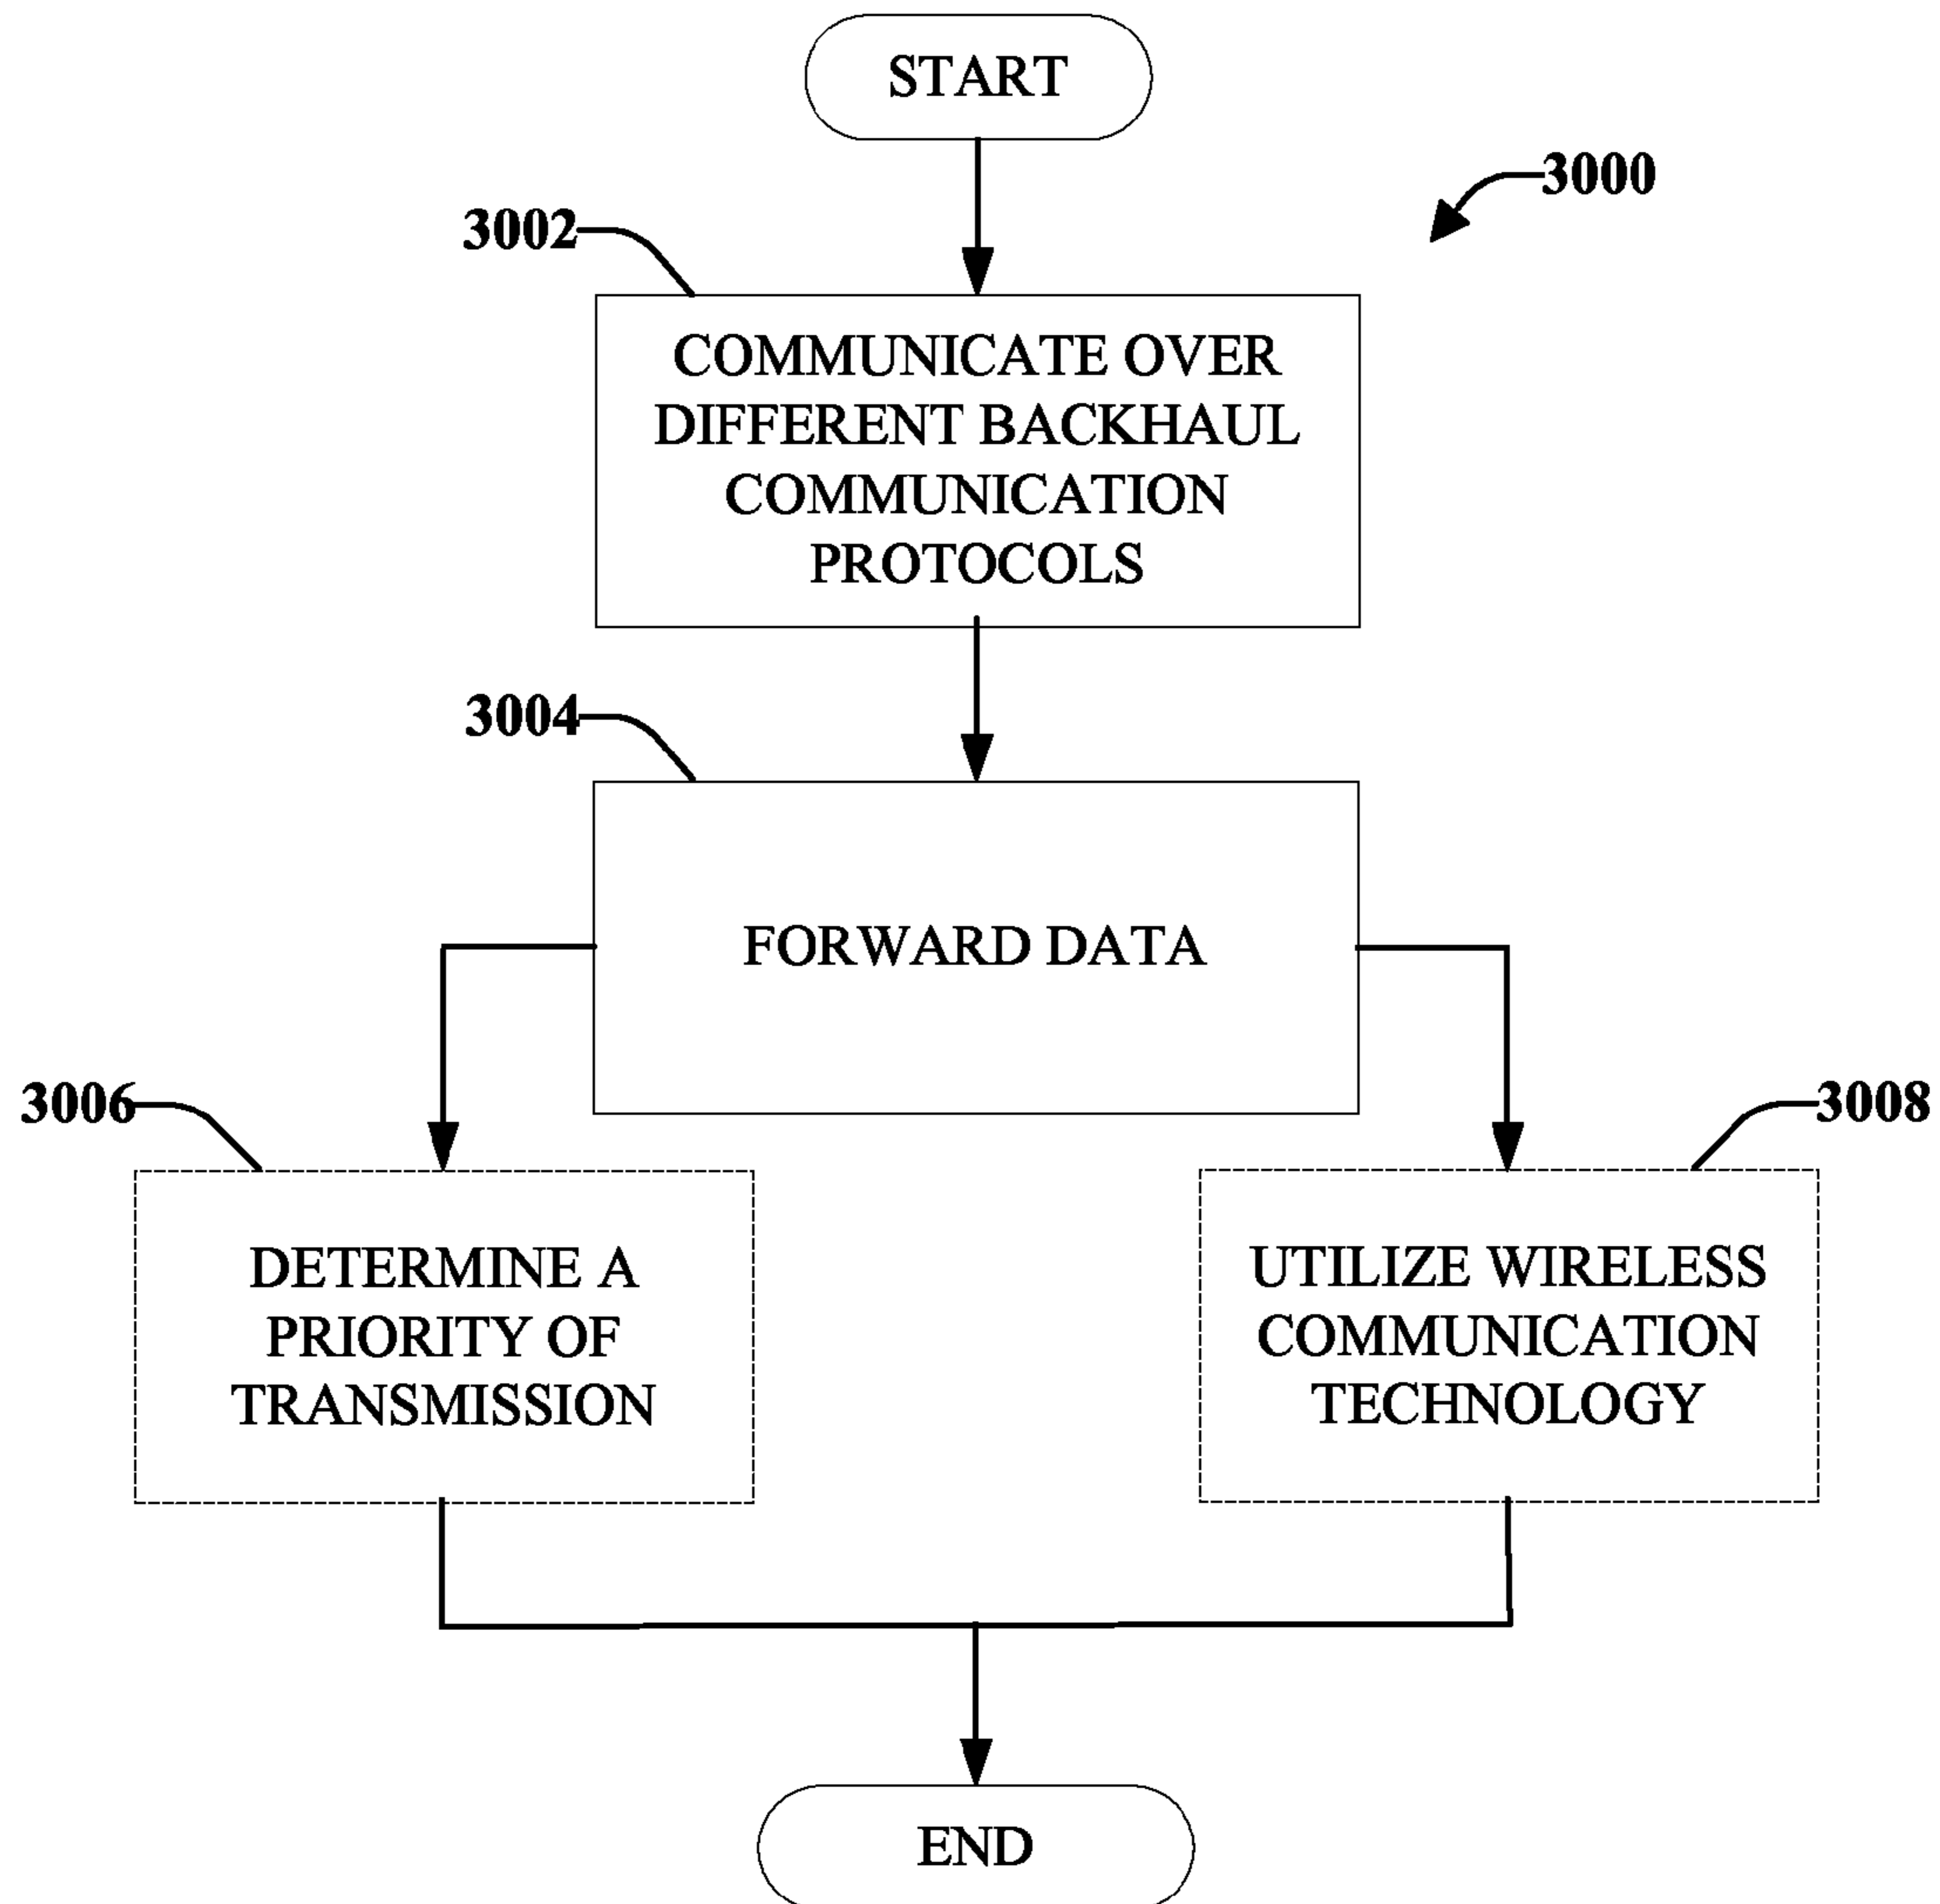 START
3000
3002
COMMUNICATE OVER
DIFFERENT BACKHAUL
COMMUNICATION
PROTOCOLS
3004
FORWARD DATA
3006
3008
DETERMINE A
PRIORITY OF
TRANSMISSION
UTILIZE WIRELESS
COMMUNICATION
TECHNOLOGY
END